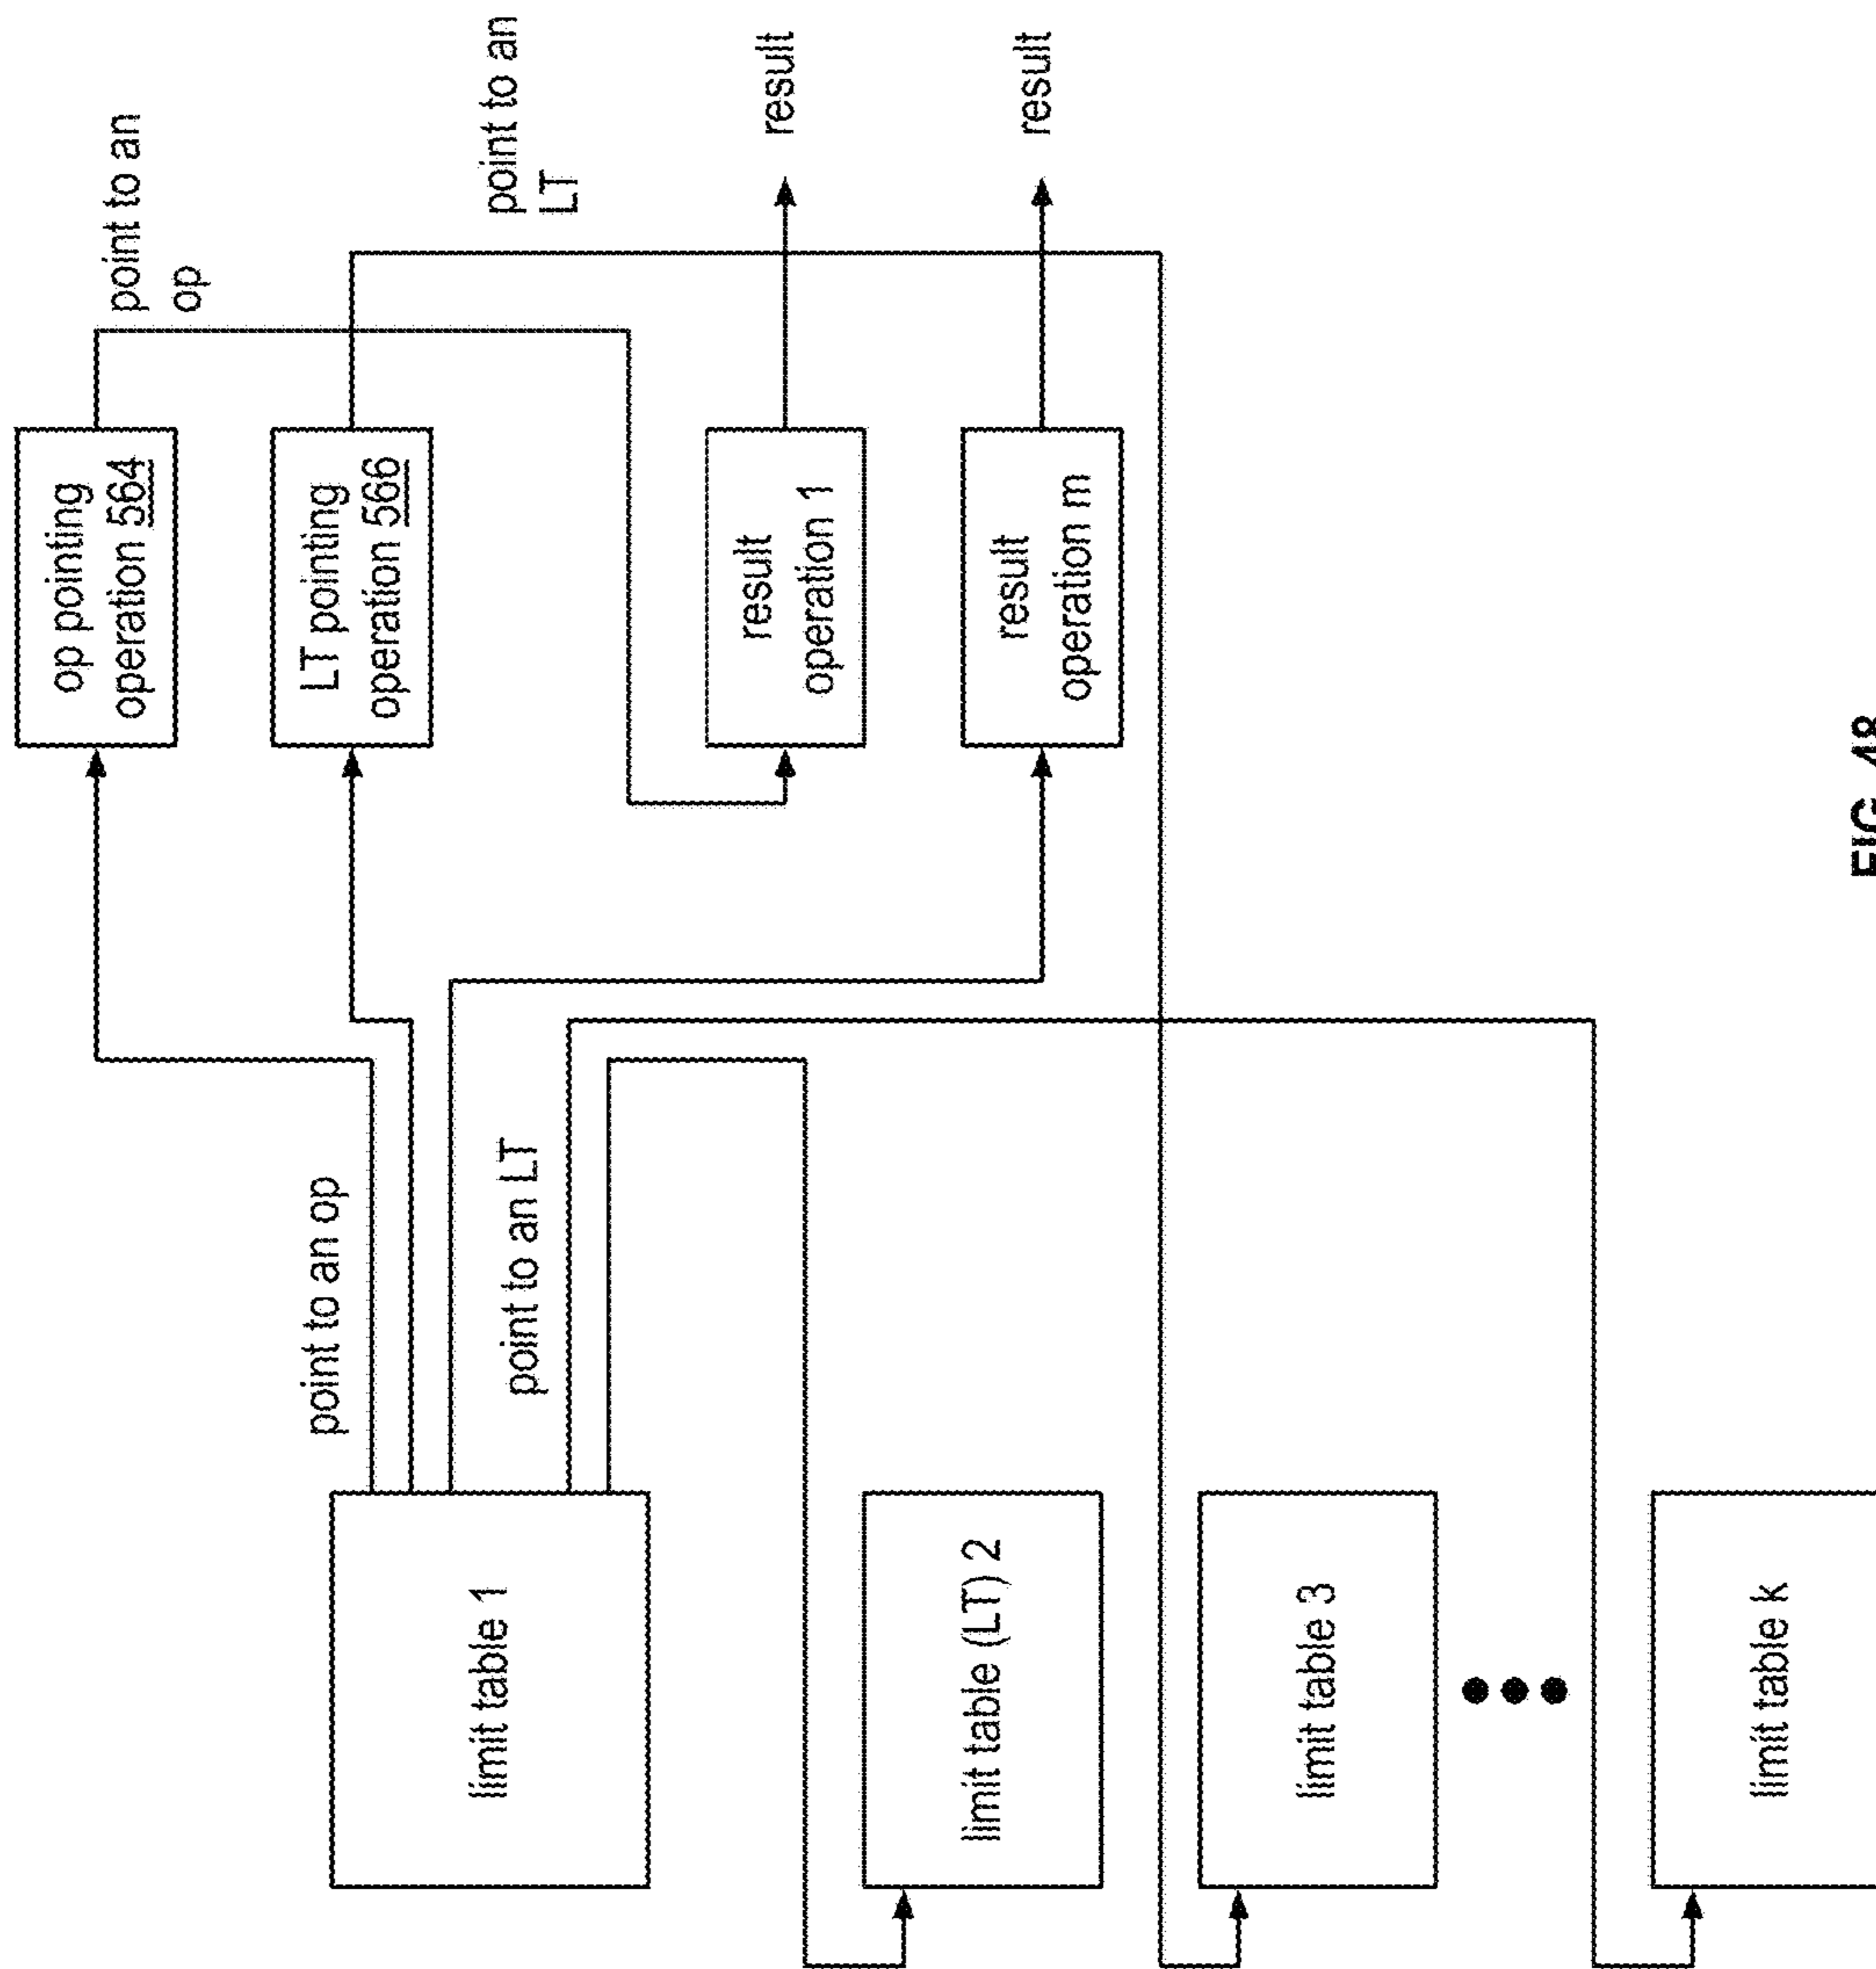 point to an
op
op pointing
operation 564
point to an op
LT pointing
operation 566
point to an
LT
limit table 1
point to an LT
result
operation 1
result
limit table (LT) 2
result
operation m
result
limit table 3
limit table k
FIG. 48